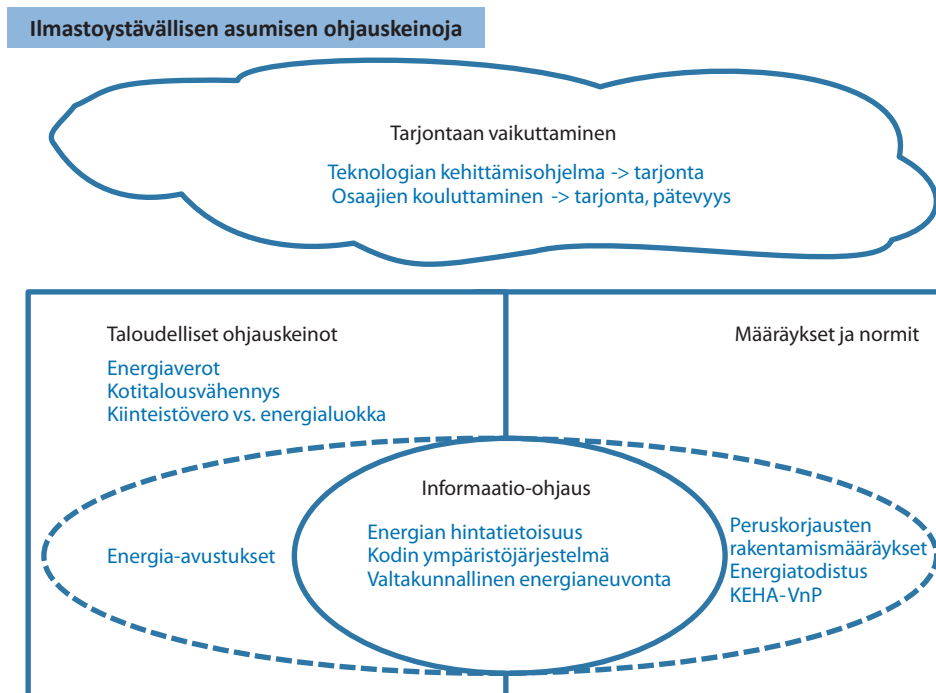 Ilmastoystävällisen asumisen ohjauskeinoja
Tarjontaan vaikuttaminen
Teknologian kehittämisohjelma -> tarjonta
Osaajien kouluttaminen -> tarjonta, pätevyys
Taloudelliset ohjauskeinot
Energiaverot
Kotitalousvähennys
Kiinteistövero vs. energialuokka
Määräykset ja normit
Informaatio-ohjaus
Energian hintatietoisuus
Kodin ympäristöjärjestelmä
Valtakunnallinen energianeuvonta
Energia-avustukset
Peruskorjausten
rakentamismääräykset
Energiatodistus
KEHA-VnP